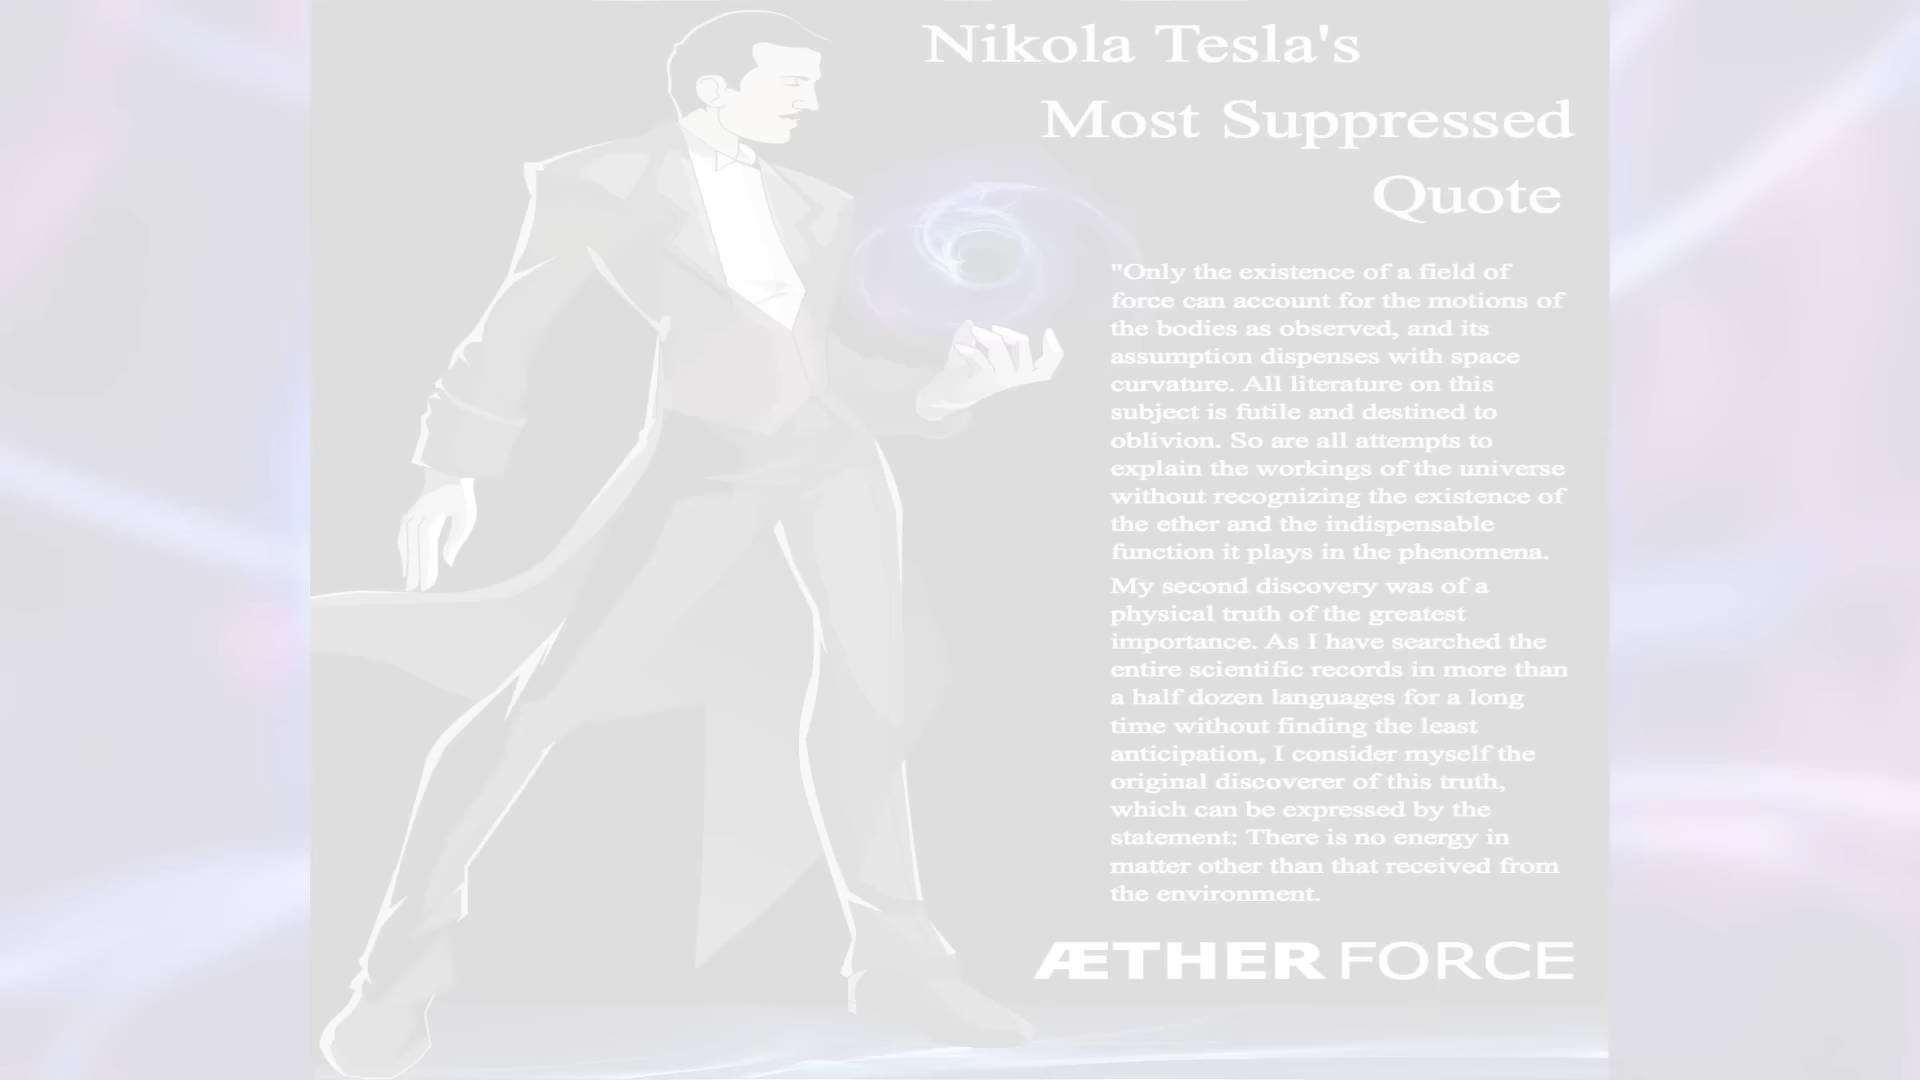 Nikola Tesla's
Most Suppressed
Quote
"Only the existence of a field of
force can account for the motions of
the bodies as observed, and its
assumption dispenses with space
curvature. All literature on this
subject is futile and destined to
oblivion. So are all attempts to
explain the workings of the universe
without recognizing the existence of
the ether and the indispensable
function it plays in the phenomena.
My second discovery was of a
physical truth of the greatest
importance. As I have searched the
entire scientific records in more than
a half dozen languages for a long
time without finding the least
anticipation, I consider myself the
original discoverer of this truth,
which can be expressed by the
statement: There is no energy in
matter other than that received from
the environment.
ÆTHER FORCE